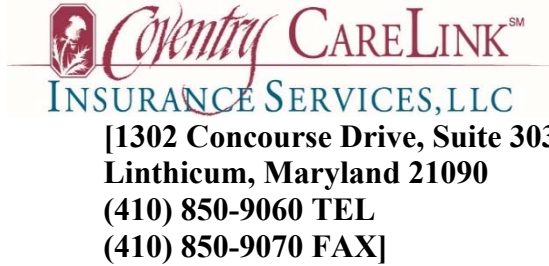 Coventry CARELINK℠
INSURANCE SERVICES, LLC
[1302 Concourse Drive, Suite 303
Linthicum, Maryland 21090
(410) 850-9060 TEL
(410) 850-9070 FAX]